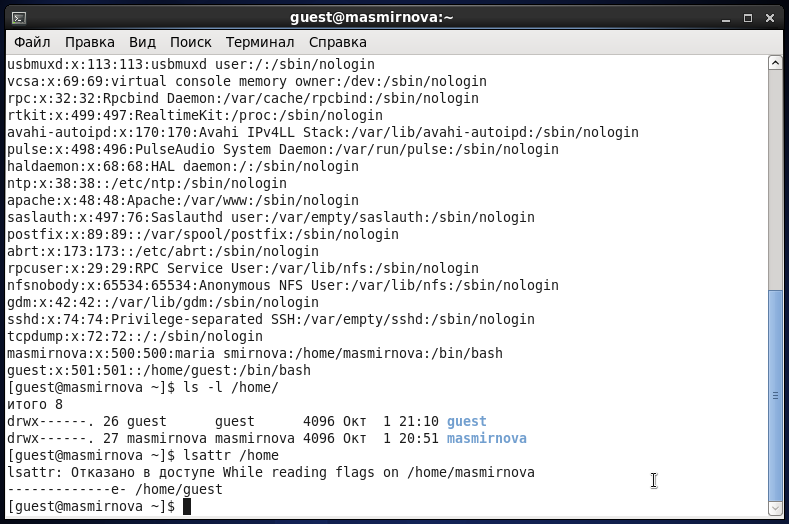 guest@masmirnova:~
Файл Правка Вид Поиск Терминал Справка
usbmuxd:x:113:113:usbmuxd user:/:/sbin/nologin
vcsa:x:69:69:virtual console memory owner:/dev:/sbin/nologin
rpc:x:32:32:Rpcbind Daemon:/var/cache/rpcbind:/sbin/nologin
rtkit:x:499:497:RealtimeKit:/proc:/sbin/nologin
avahi-autoipd:x:170:170:Avahi IPv4LL Stack:/var/lib/avahi-autoipd:/sbin/nologin
pulse:x:498:496:PulseAudio System Daemon:/var/run/pulse:/sbin/nologin
haldaemon:x:68:68:HAL daemon:/:/sbin/nologin
ntp:x:38:38::/etc/ntp:/sbin/nologin
apache:x:48:48:Apache:/var/www:/sbin/nologin
saslauth:x:497:76:Saslauthd user:/var/empty/saslauth:/sbin/nologin
postfix:x:89:89::/var/spool/postfix:/sbin/nologin
abrt:x:173:173::/etc/abrt:/sbin/nologin
rpcuser:x:29:29:RPC Service User:/var/lib/nfs:/sbin/nologin
nfsnobody:x:65534:65534:Anonymous NFS User:/var/lib/nfs:/sbin/nologin
gdm:x:42:42::/var/lib/gdm:/sbin/nologin
sshd:x:74:74:Privilege-separated SSH:/var/empty/sshd:/sbin/nologin
tcpdump:x:72:72::/:/sbin/nologin
masmirnova:x:500:500:maria smirnova:/home/masmirnova:/bin/bash
guest:x:501:501::/home/guest:/bin/bash
[guest@masmirnova ~]$ ls -l /home/
итого 8
drwx------. 26 guest      guest      4096 Окт  1 21:10 guest
drwx------. 27 masmirnova masmirnova 4096 Окт  1 20:51 masmirnova
[guest@masmirnova ~]$ lsattr /home
lsattr: Отказано в доступе While reading flags on /home/masmirnova
-------------e- /home/guest
[guest@masmirnova ~]$